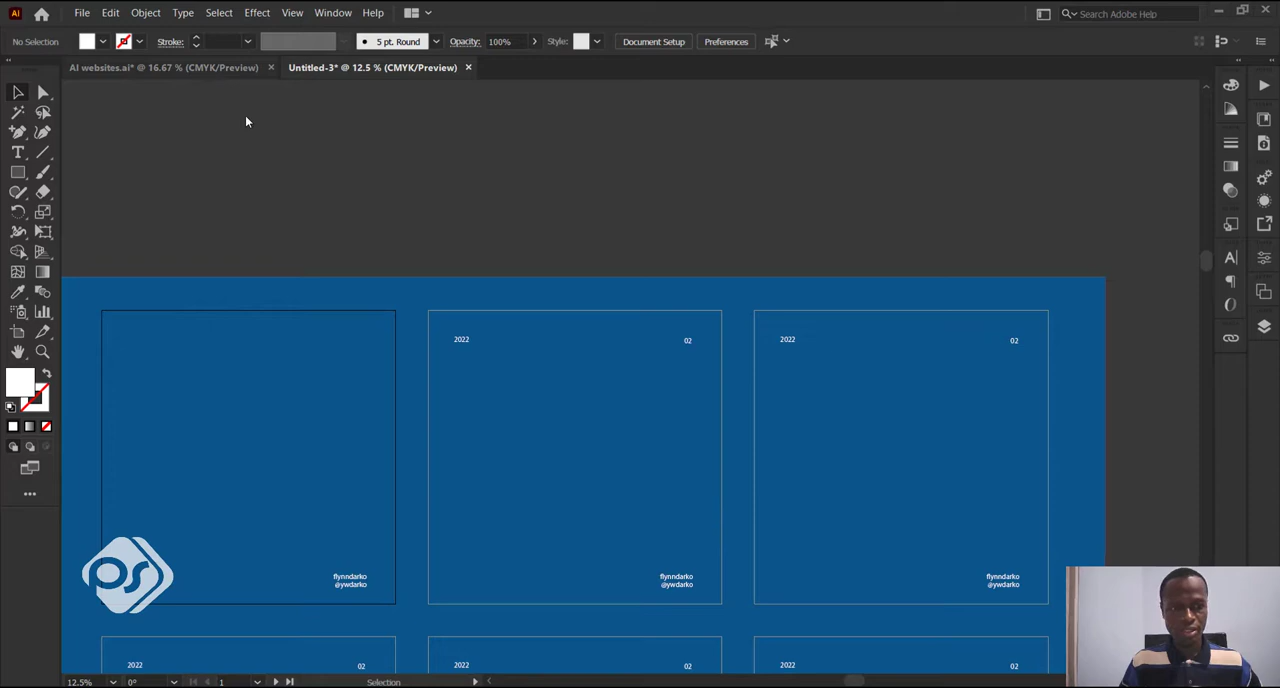 Ai File Edit Object Type Select Effect View Window Help Search Adobe Help
No Selection Stroke: 5 pt. Round Opacity: 100% Style: Document Setup Preferences
AI websites.ai* @ 16.67 % (CMYK/Preview) × Untitled-3* @ 12.5 % (CMYK/Preview) ×
2022 02 2022 02
flynndarko flynndarko flynndarko
@ywdarko @ywdarko @ywdarko
PS
2022 02 2022 02 2022 02
12.5% 0° 1 Selection